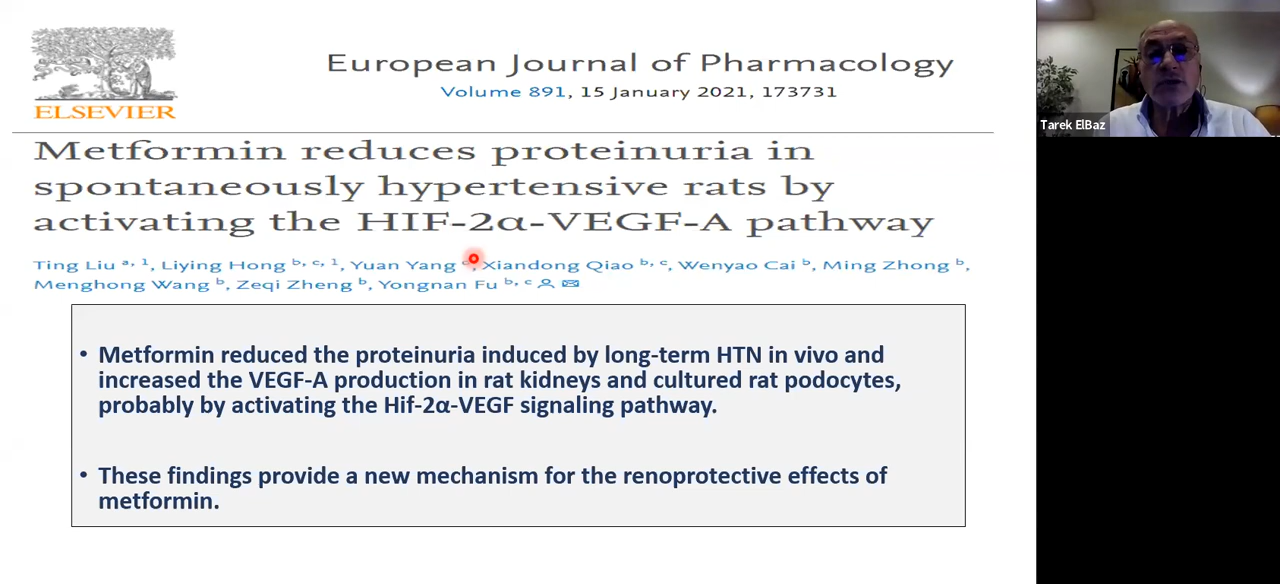 ELSEVIER
European Journal of Pharmacology
Volume 891, 15 January 2021, 173731
Metformin reduces proteinuria in
spontaneously hypertensive rats by
activating the HIF-2α-VEGF-A pathway
Ting Liu a, 1, Liying Hong b, c, 1, Yuan Yang c, Xiandong Qiao b, c, Wenyao Cai b, Ming Zhong b,
Menghong Wang b, Zeqi Zheng b, Yongnan Fu b, c
• Metformin reduced the proteinuria induced by long-term HTN in vivo and
increased the VEGF-A production in rat kidneys and cultured rat podocytes,
probably by activating the Hif-2α-VEGF signaling pathway.
• These findings provide a new mechanism for the renoprotective effects of
metformin.
Tarek ElBaz